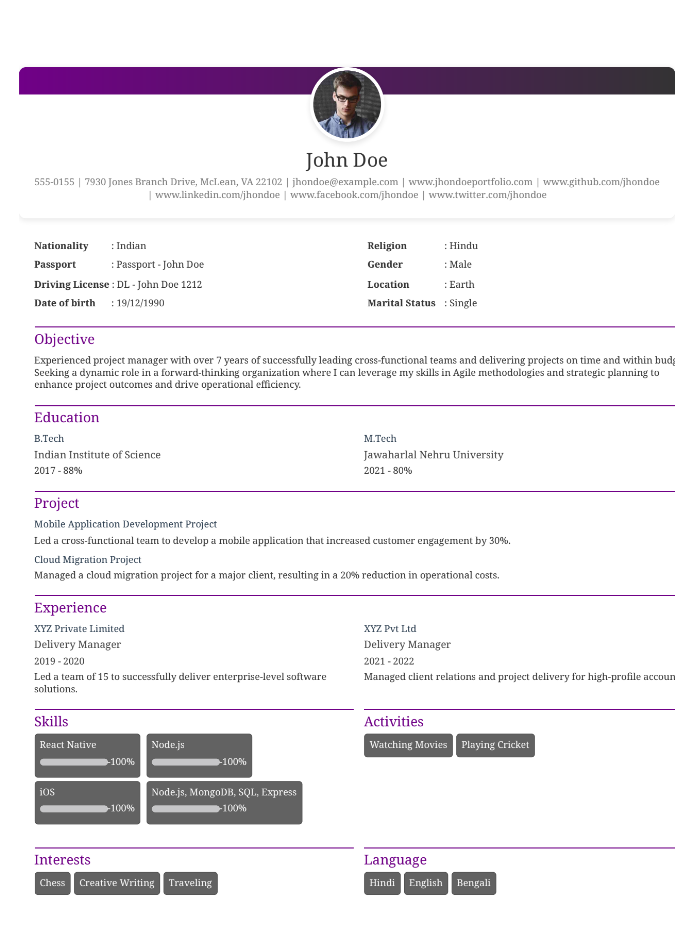 John Doe
555-0155 | 7930 Jones Branch Drive, McLean, VA 22102 | jhondoe@example.com | www.jhondoeportfolio.com | www.github.com/jhondoe
| www.linkedin.com/jhondoe | www.facebook.com/jhondoe | www.twitter.com/jhondoe
Nationality : Indian
Religion : Hindu
Passport : Passport - John Doe
Gender : Male
Driving License : DL - John Doe 1212
Location : Earth
Date of birth : 19/12/1990
Marital Status : Single
Objective
Experienced project manager with over 7 years of successfully leading cross-functional teams and delivering projects on time and within
Seeking a dynamic role in a forward-thinking organization where I can leverage my skills in Agile methodologies and strategic planning to
enhance project outcomes and drive operational efficiency.
Education
B.Tech
Indian Institute of Science
2017 - 88%
M.Tech
Jawaharlal Nehru University
2021 - 80%
Project
Mobile Application Development Project
Led a cross-functional team to develop a mobile application that increased customer engagement by 30%.
Cloud Migration Project
Managed a cloud migration project for a major client, resulting in a 20% reduction in operational costs.
Experience
XYZ Private Limited
Delivery Manager
2019 - 2020
Led a team of 15 to successfully deliver enterprise-level software
solutions.
XYZ Pvt Ltd
Delivery Manager
2021 - 2022
Managed client relations and project delivery for high-profile
Skills
React Native
-100%
Node.js
-100%
iOS
-100%
Node.js, MongoDB, SQL, Express
-100%
Activities
Watching Movies
Playing Cricket
Interests
Chess
Creative Writing
Traveling
Language
Hindi
English
Bengali